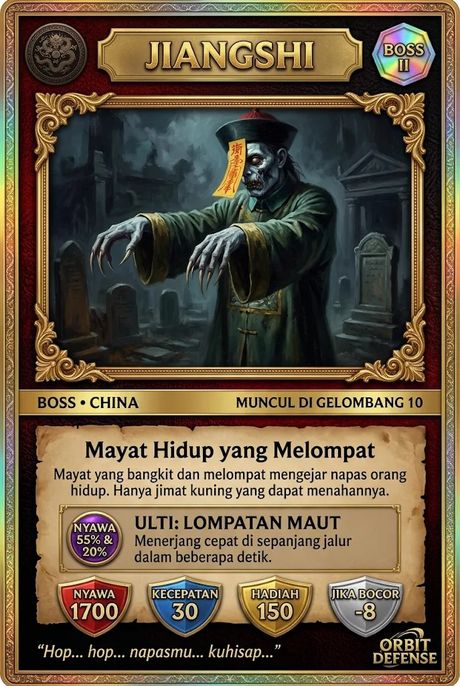 JIANGSHI
BOSS
II
BOSS • CHINA
MUNCUL DI GELOMBANG 10
Mayat Hidup yang Melompat
Mayat yang bangkit dan melompat mengejar napas orang
hidup. Hanya jimat kuning yang dapat menahannya.
NYAWA
55% &
20%
ULTI: LOMPATAN MAUT
Menerjang cepat di sepanjang jalur
dalam beberapa detik.
NYAWA
1700
KECEPATAN
30
HADIAH
150
JIKA BOCOR
-8
“Hop... hop... napasmu... kuhisap...”
ORBIT
DEFENSE